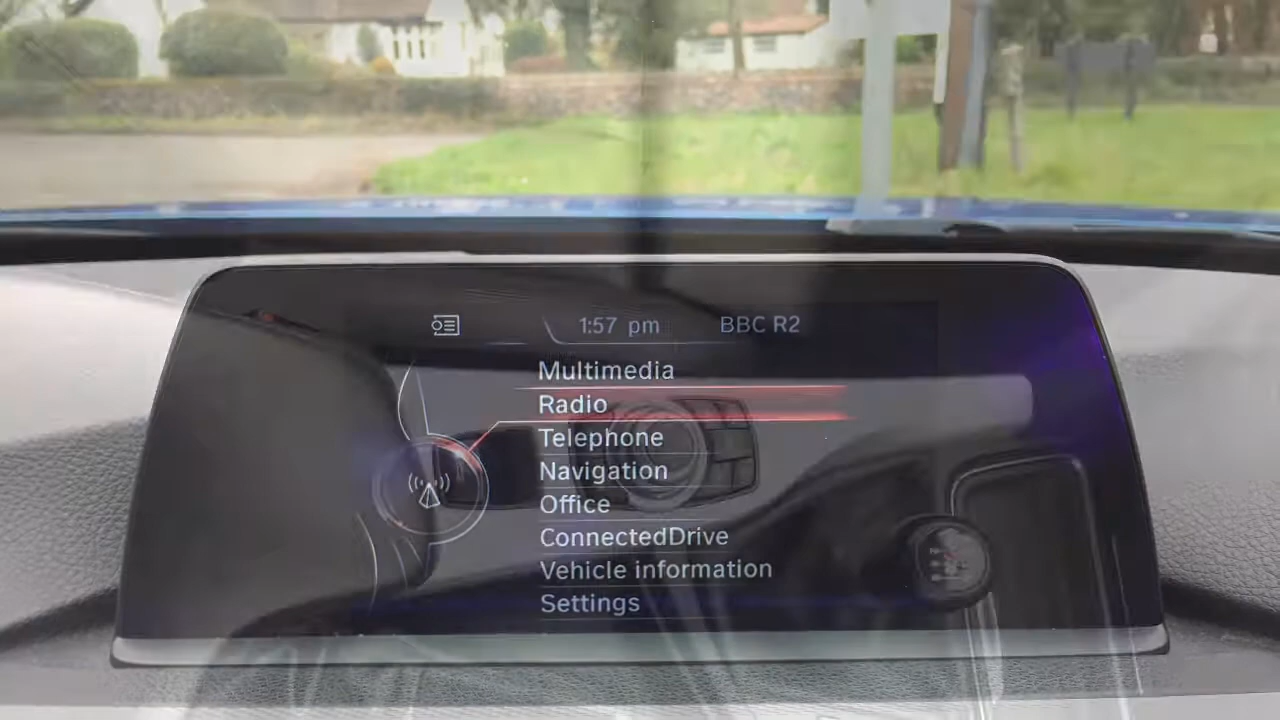 1:57 pm BBC R2
Multimedia
Radio
Telephone
Navigation
Office
ConnectedDrive
Vehicle information
Settings